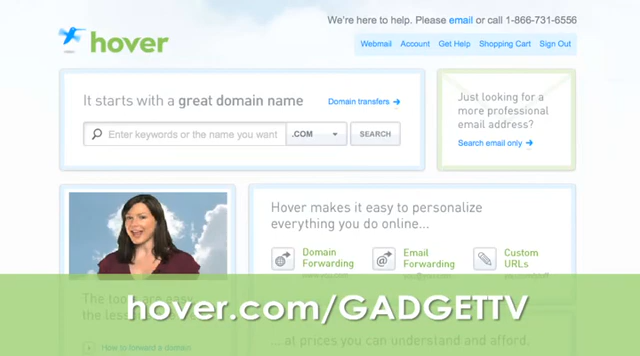 We're here to help. Please email or call 1-866-731-6556
hover
Webmail Account Get Help Shopping Cart Sign Out
It starts with a great domain name
Domain transfers
Enter keywords or the name you want
.COM
SEARCH
Just looking for a
more professional
email address?
Search email only
Hover makes it easy to personalize
everything you do online...
Domain
Forwarding
Email
Forwarding
Custom
URLs
hover.com/GADGETTV
The tools are easy
the less
How to forward a domain.
...at prices you can understand and afford.